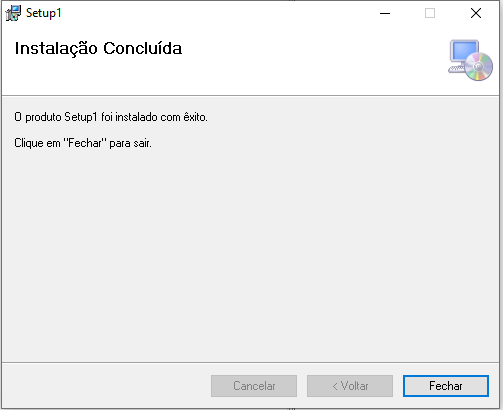 Setup1
Instalação Concluída
O produto Setup1 foi instalado com êxito.
Clique em "Fechar" para sair.
Cancelar
< Voltar
Fechar